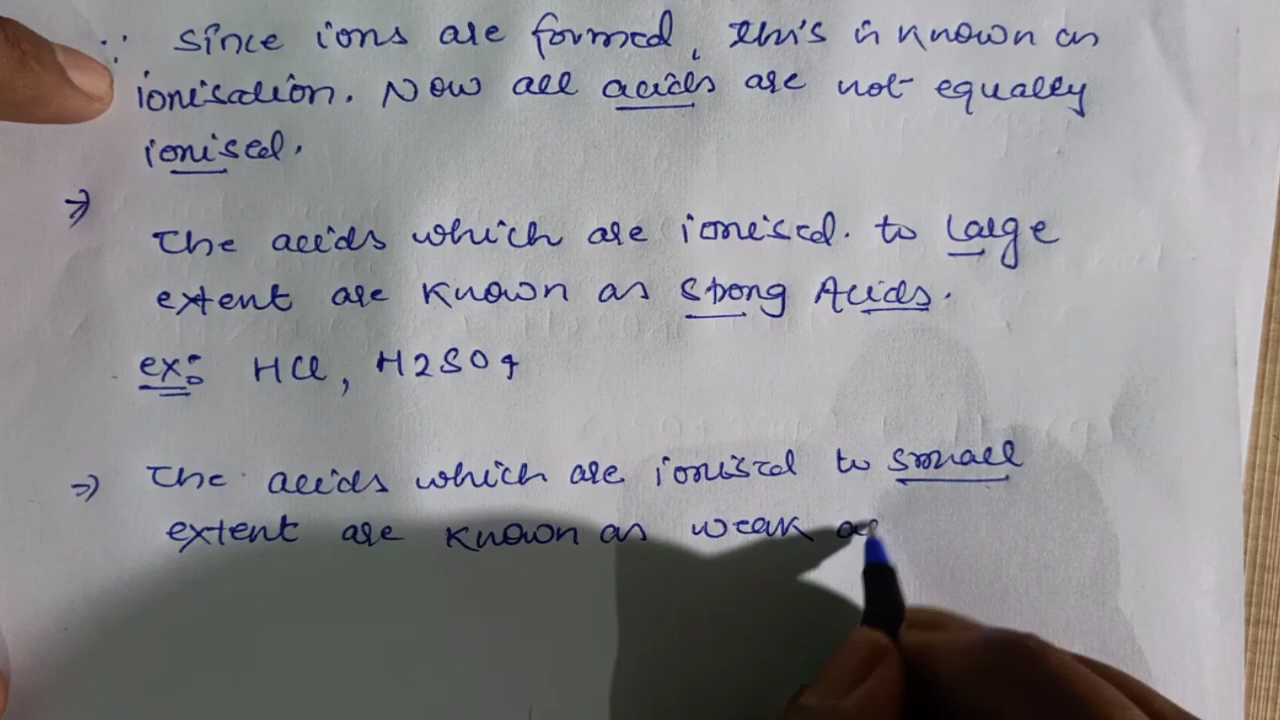 ∵ Since ions are formed, this is known as
ionisation. Now all acids are not equally
ionised.
⇒
The acids which are ionised. to large
extent are known as strong Acids.
ex: HCl, H2SO4
⇒ The acids which are ionised to small
extent are known as weak ac